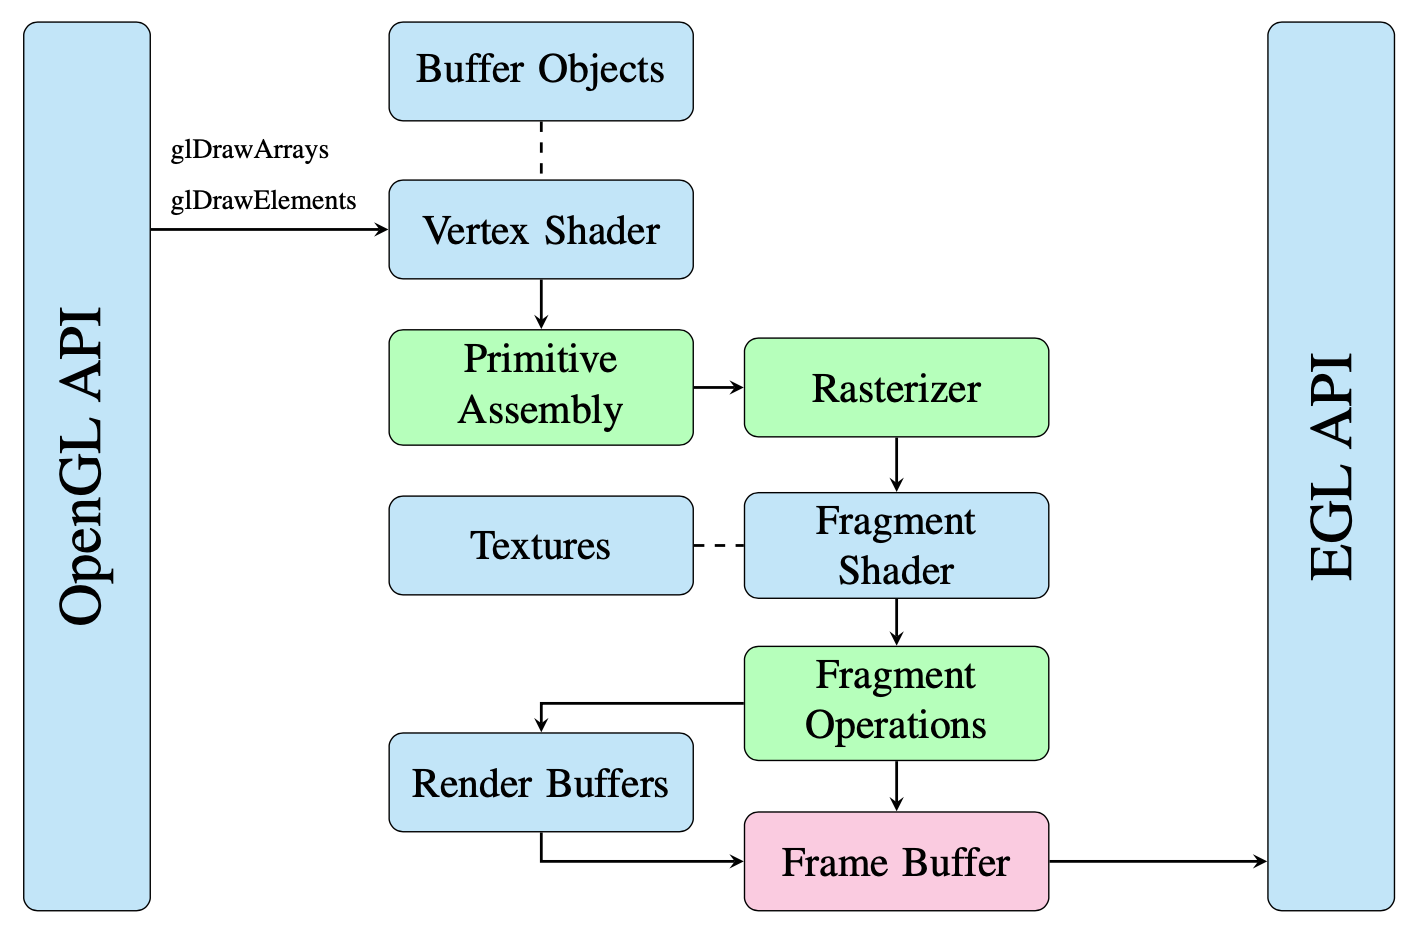 OpenGL API
glDrawArrays
glDrawElements
Buffer Objects
Vertex Shader
Primitive
Assembly
Rasterizer
Textures
Fragment
Shader
Fragment
Operations
Render Buffers
Frame Buffer
EGL API